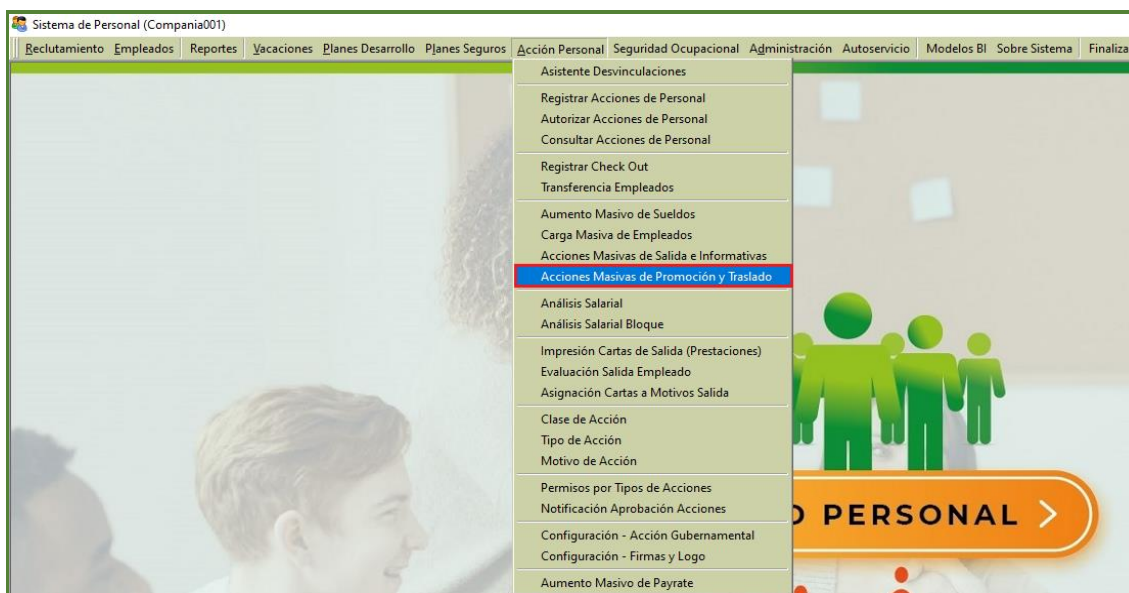 Sistema de Personal (Compania001)
Reclutamiento Empleados Reportes Vacaciones Planes Desarrollo Planes Seguros Acción Personal Seguridad Ocupacional Administración Autoservicio Modelos BI Sobre Sistema Finaliza
Asistente Desvinculaciones
Registrar Acciones de Personal
Autorizar Acciones de Personal
Consultar Acciones de Personal
Registrar Check Out
Transferencia Empleados
Aumento Masivo de Sueldos
Carga Masiva de Empleados
Acciones Masivas de Salida e Informativas
Acciones Masivas de Promoción y Traslado
Análisis Salarial
Análisis Salarial Bloque
Impresión Cartas de Salida (Prestaciones)
Evaluación Salida Empleado
Asignación Cartas a Motivos Salida
Clase de Acción
Tipo de Acción
Motivo de Acción
Permisos por Tipos de Acciones
Notificación Aprobación Acciones
Configuración - Acción Gubernamental
Configuración - Firmas y Logo
Aumento Masivo de Payrate
PERSONAL